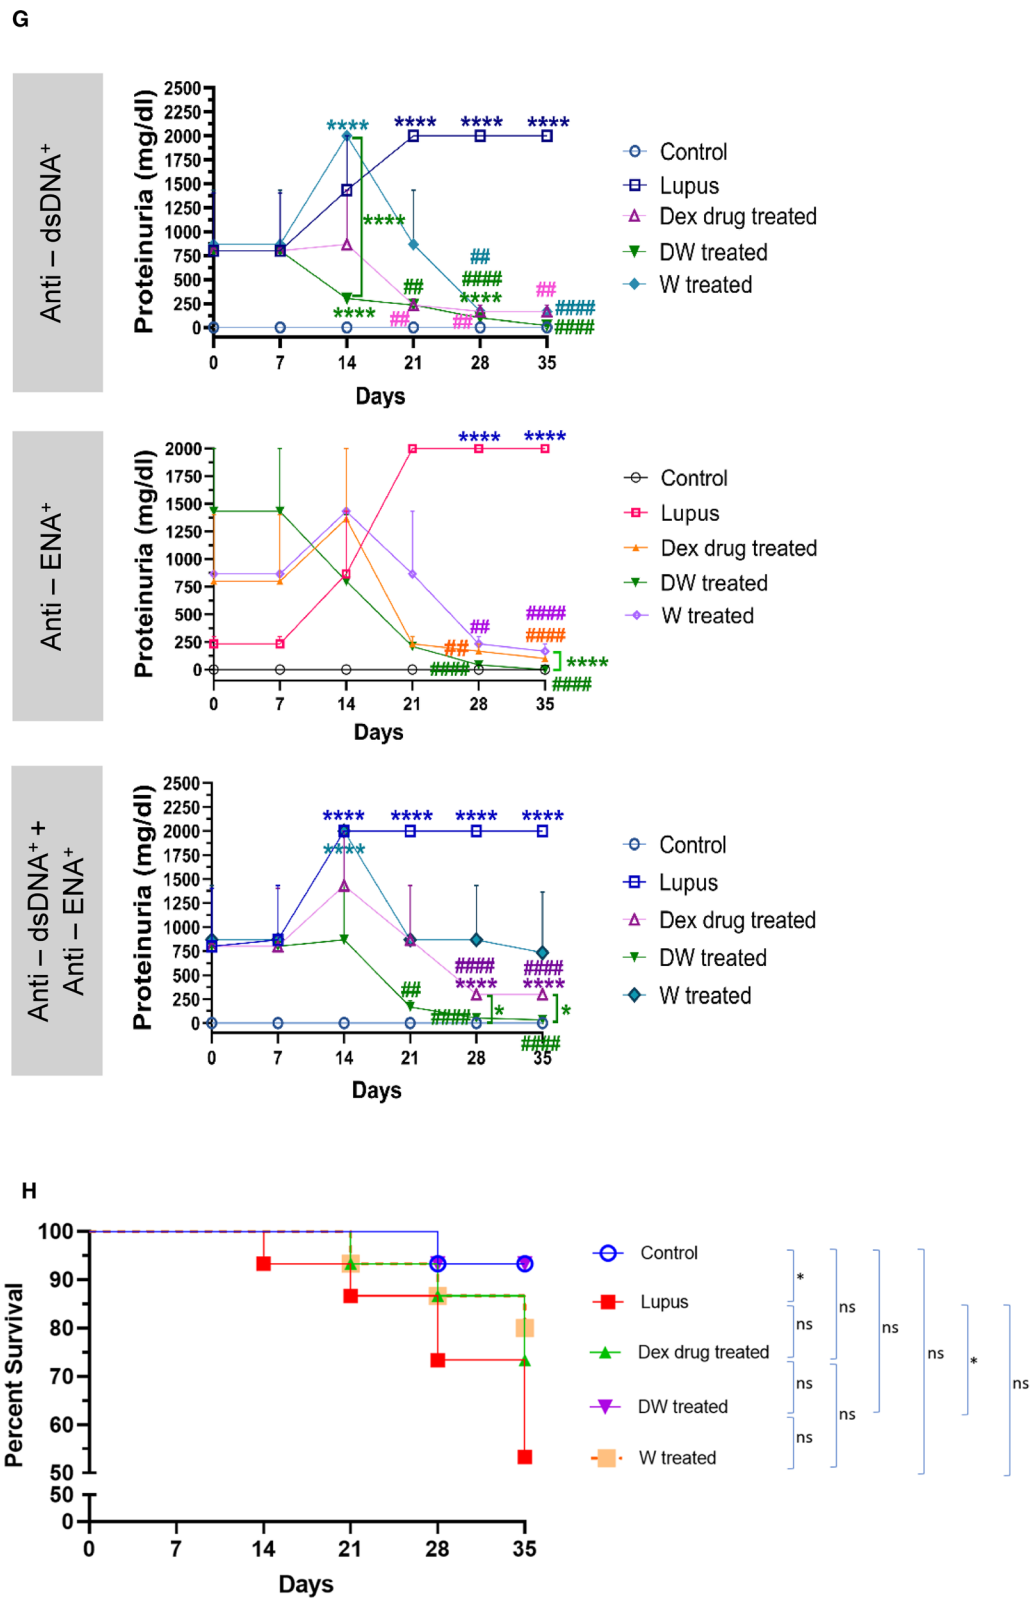 G
Anti – dsDNA+
Proteinuria (mg/dl)
2500
2250
2000
1750
1500
1250
1000
750
500
250
0
0 7 14 21 28 35
Days
**** **** **** ****
****
****
##
##
##
####
****
##
##
####
####
Control
Lupus
Dex drug treated
DW treated
W treated
Anti – ENA+
Proteinuria (mg/dl)
2000
1750
1500
1250
1000
750
500
250
0
0 7 14 21 28 35
Days
**** ****
##
##
####
####
####
****
####
Control
Lupus
Dex drug treated
DW treated
W treated
Anti – dsDNA+ +
Anti – ENA+
Proteinuria (mg/dl)
2500
2250
2000
1750
1500
1250
1000
750
500
250
0
0 7 14 21 28 35
Days
**** **** **** ****
****
##
####
****
####
*
####
****
*
####
Control
Lupus
Dex drug treated
DW treated
W treated
H
Percent Survival
100
90
80
70
60
50
50
0
0 7 14 21 28 35
Days
Control
Lupus
Dex drug treated
DW treated
W treated
*
ns
ns
ns
ns
ns
ns
ns
*
ns